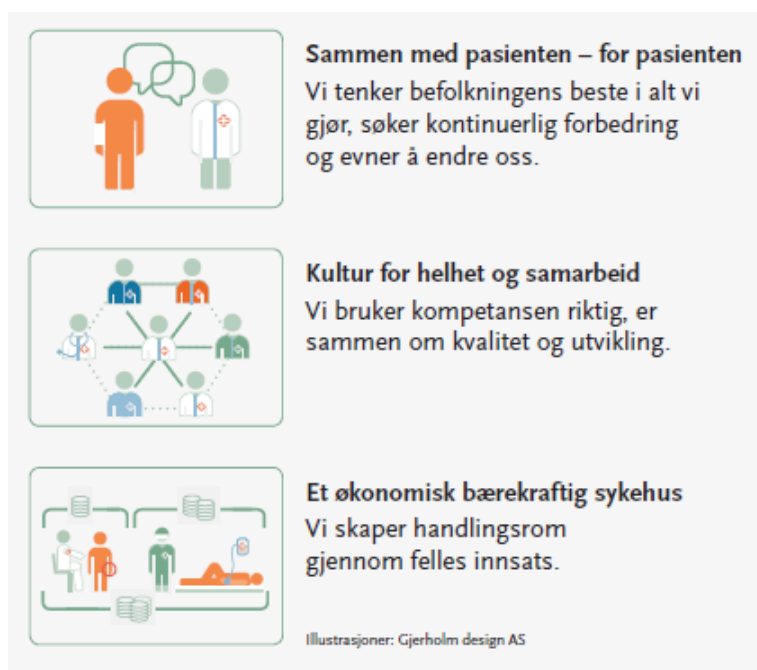 Sammen med pasienten – for pasienten
Vi tenker befolkningens beste i alt vi
gjør, søker kontinuerlig forbedring
og evner å endre oss.
Kultur for helhet og samarbeid
Vi bruker kompetansen riktig, er
sammen om kvalitet og utvikling.
Et økonomisk bærekraftig sykehus
Vi skaper handlingsrom
gjennom felles innsats.
Illustrasjoner: Gjerholm design AS